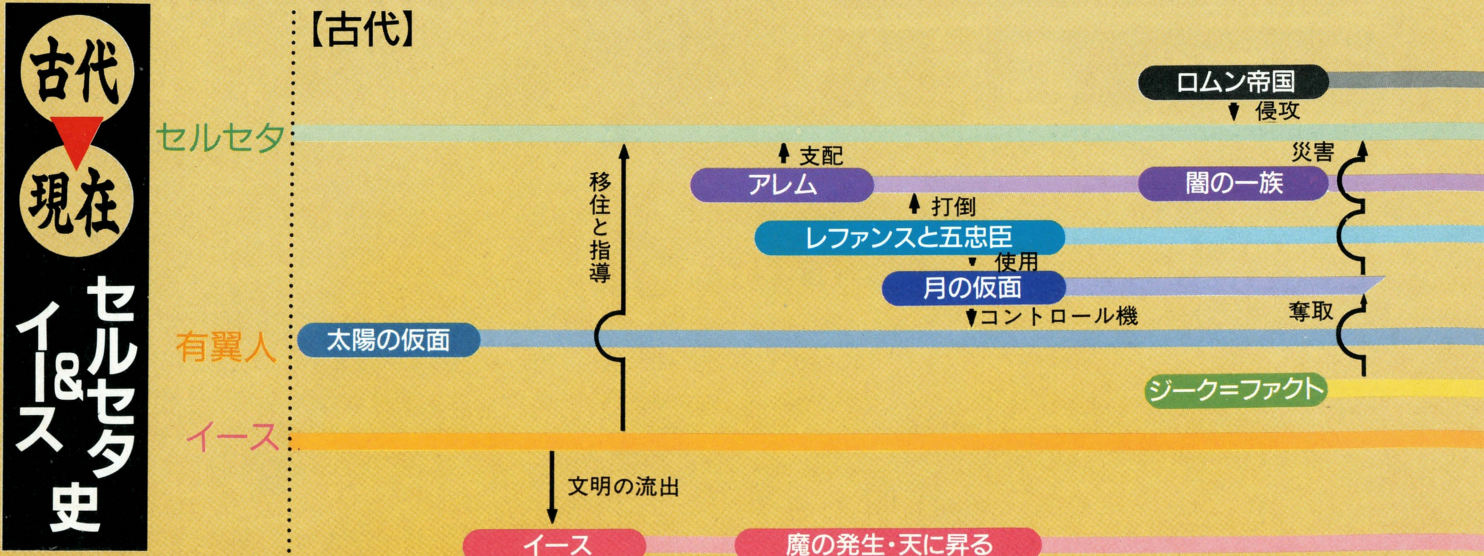 古代
現在
セルセタ
&
イース
史
【古代】
ロムン帝国
侵攻
セルセタ
支配
災害
移住と指導
アレム
闇の一族
打倒
レファンスと五忠臣
使用
月の仮面
コントロール機
奪取
有翼人
太陽の仮面
ジーク=ファクト
イース
文明の流出
イース
魔の発生・天に昇る